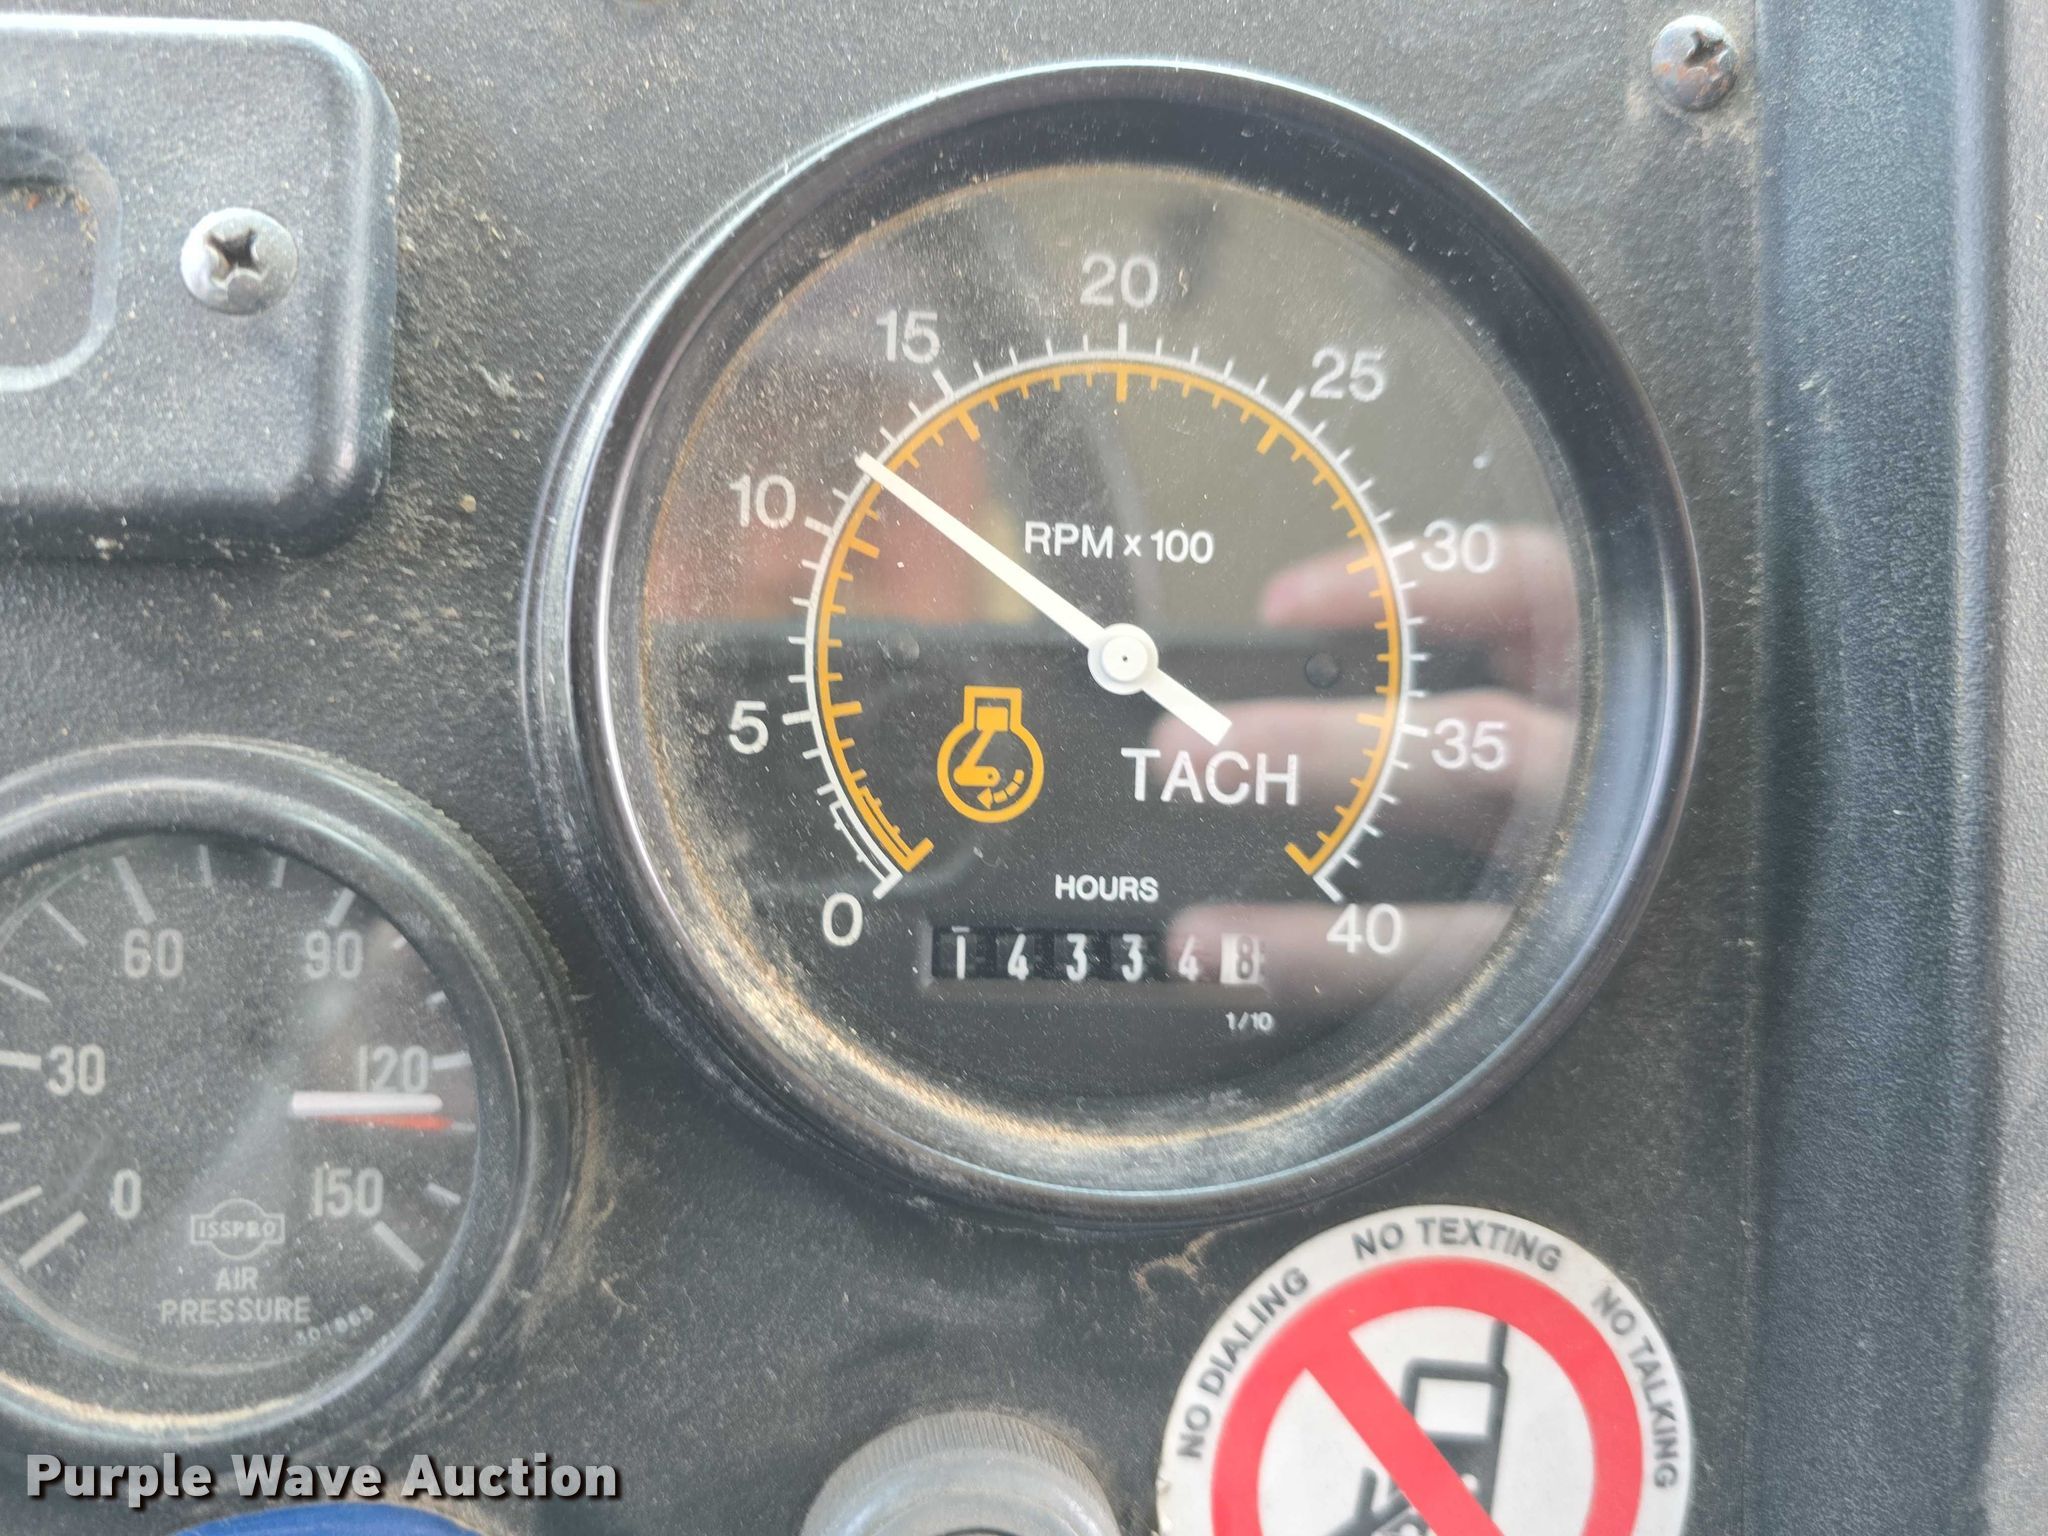 20
15
25
10
RPM x 100
30
5
35
TACH
HOURS
0
40
1 4 3 3 4 8
1/10
60
90
30
120
0
150
ISSPRO
AIR
PRESSURE
NO DIALING
NO TEXTING
NO TALKING
Purple Wave Auction